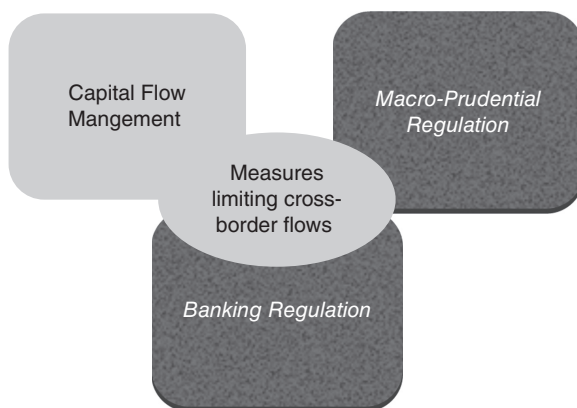 Capital Flow
Mangement
Macro-Prudential
Regulation
Measures
limiting cross-
border flows
Banking Regulation